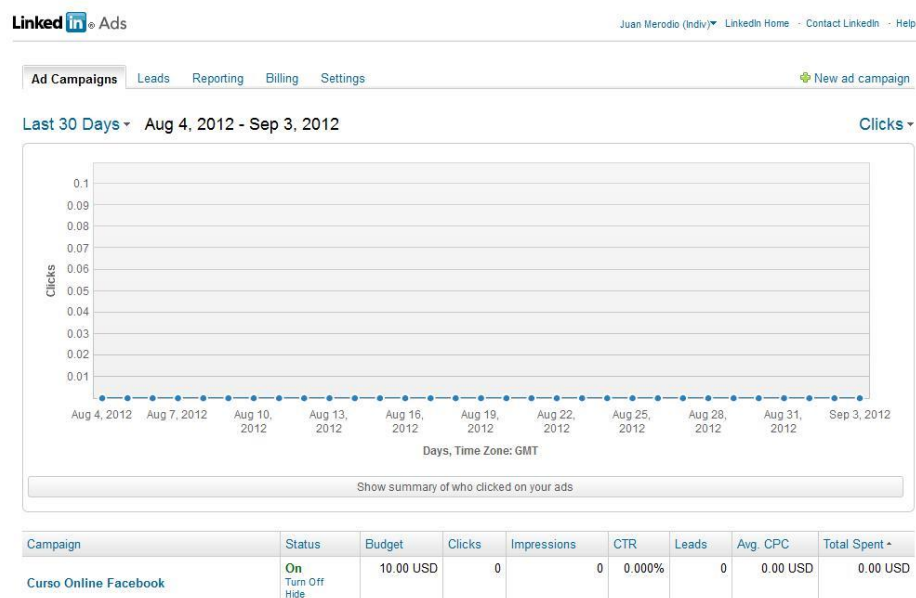 Linked in ® Ads
Juan Merodio (Indiv) LinkedIn Home - Contact LinkedIn - Help
Ad Campaigns Leads Reporting Billing Settings New ad campaign
Last 30 Days Aug 4, 2012 - Sep 3, 2012 Clicks
0.1
0.09
0.08
0.07
0.06
0.05
0.04
0.03
0.02
0.01
Clicks
Aug 4, 2012 Aug 7, 2012 Aug 10, 2012 Aug 13, 2012 Aug 16, 2012 Aug 19, 2012 Aug 22, 2012 Aug 25, 2012 Aug 28, 2012 Aug 31, 2012 Sep 3, 2012
Days, Time Zone: GMT
Show summary of who clicked on your ads
Campaign Status Budget Clicks Impressions CTR Leads Avg. CPC Total Spent
Curso Online Facebook On 10.00 USD 0 0 0.000% 0 0.00 USD 0.00 USD
Turn Off
Hide